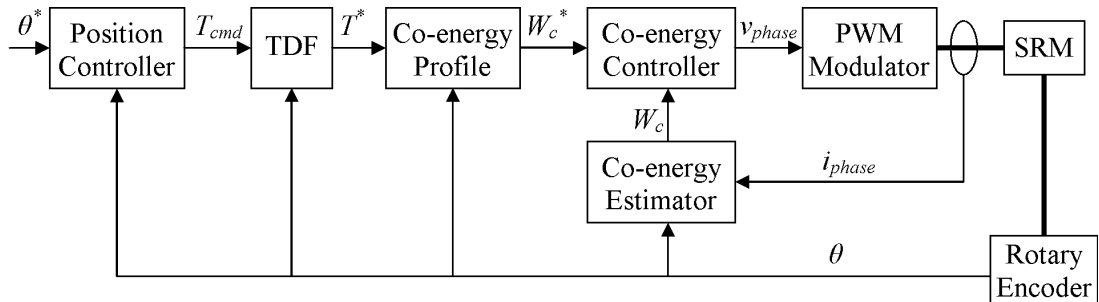 θ*
Position
Controller
T_cmd
TDF
T*
Co-energy
Profile
W_c*
Co-energy
Controller
v_phase
PWM
Modulator
SRM
W_c
Co-energy
Estimator
i_phase
θ
Rotary
Encoder